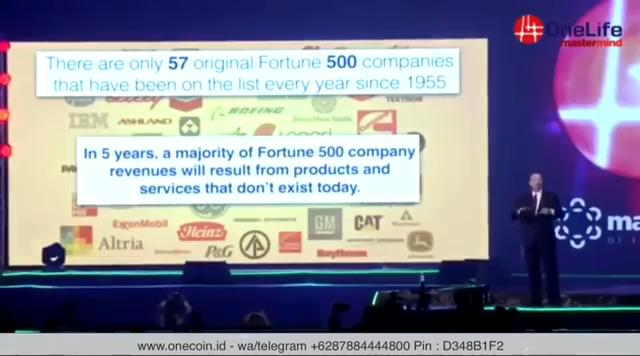 There are only 57 original Fortune 500 companies
that have been on the list every year since 1955
OneLife
mastermind
TEXTRON
BOEING
IBM
ASHLAND
In 5 years, a majority of Fortune 500 company
revenues will result from products and
services that don't exist today.
ExxonMobil
Heinz
GM
CAT
Altria
P&G
Raytheon
ma
www.onecoin.id - wa/telegram +6287884444800 Pin : D348B1F2